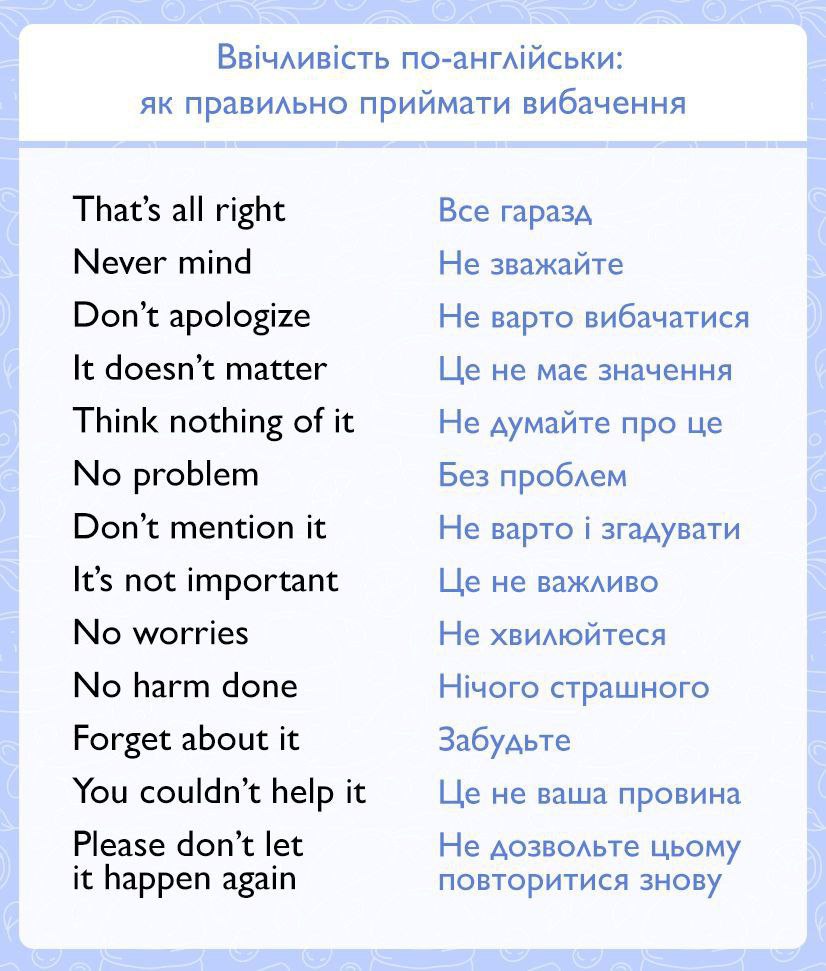 Ввічливість по-англійськи:
як правильно приймати вибачення
That's all right Все гаразд
Never mind Не зважайте
Don't apologize Не варто вибачатися
It doesn't matter Це не має значення
Think nothing of it Не думайте про це
No problem Без проблем
Don't mention it Не варто і згадувати
It's not important Це не важливо
No worries Не хвилюйтеся
No harm done Нічого страшного
Forget about it Забудьте
You couldn't help it Це не ваша провина
Please don't let Не дозвольте цьому
it happen again повторитися знову